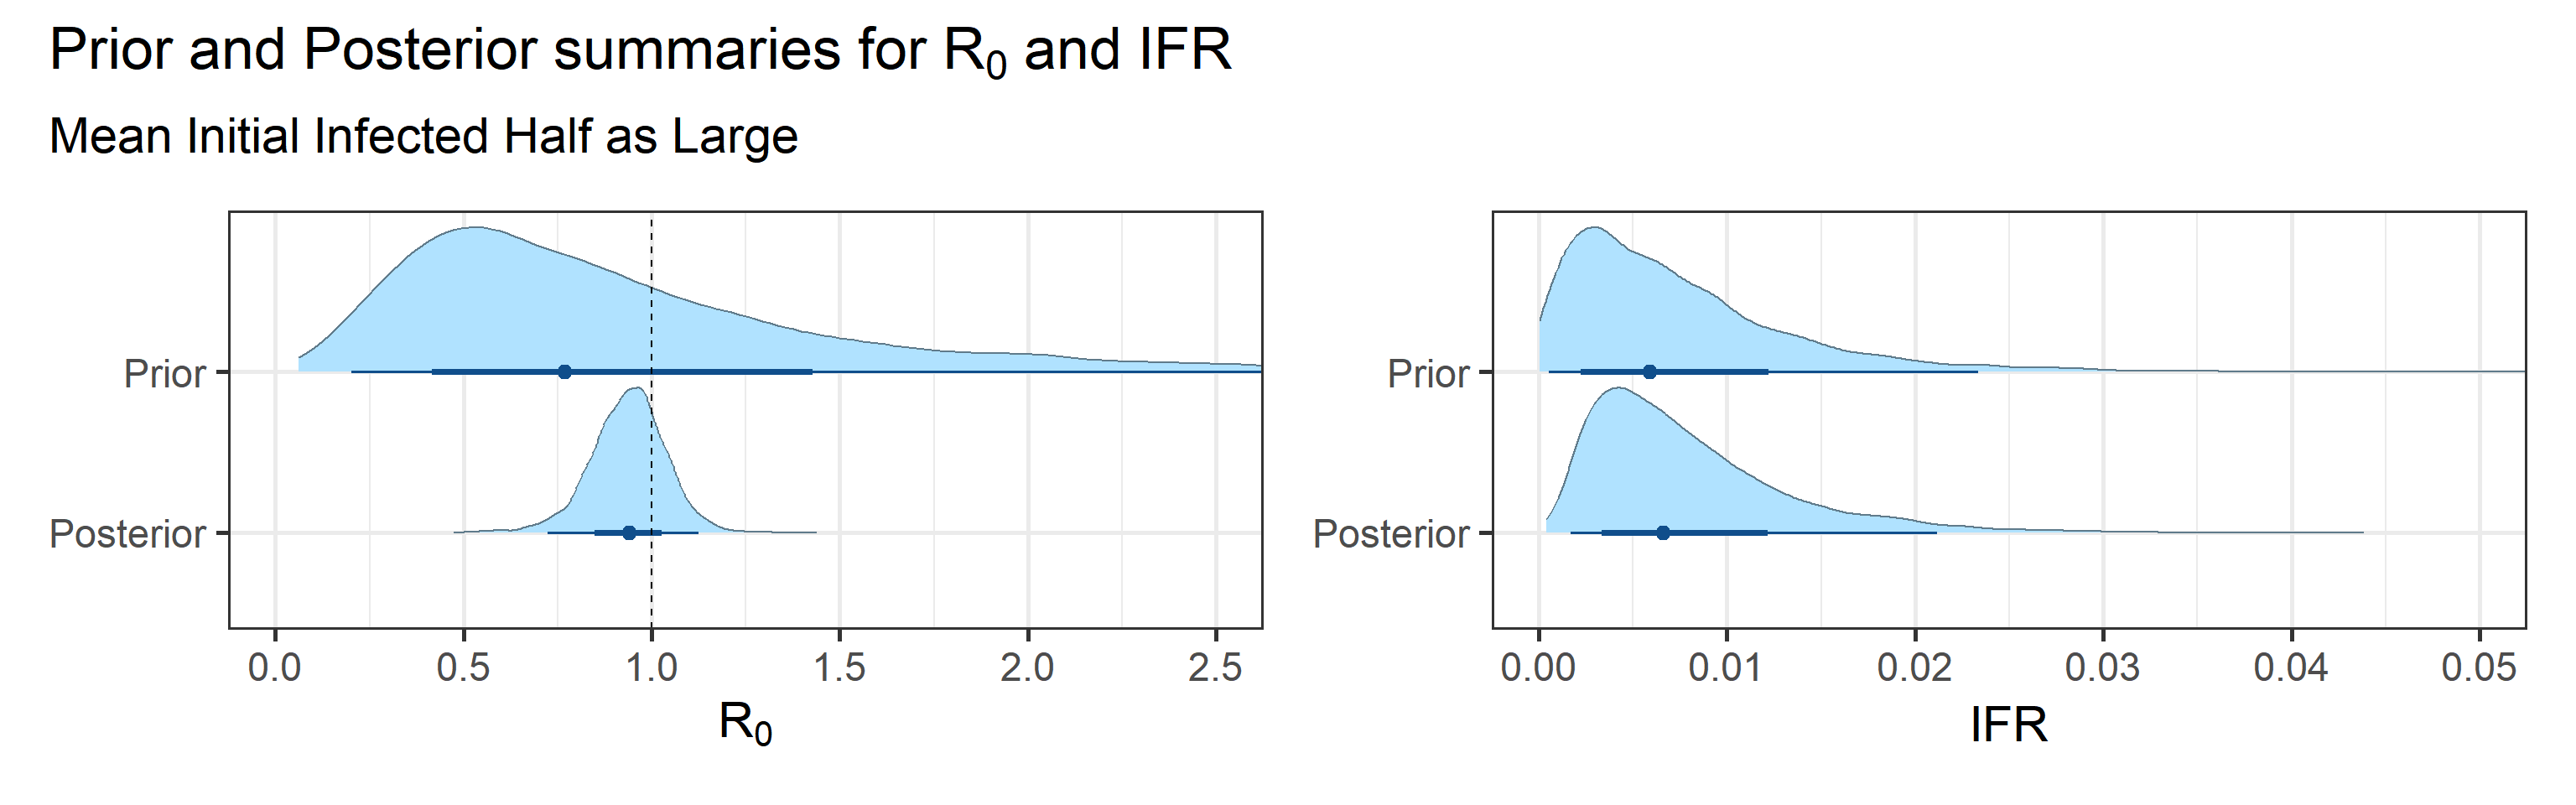 Prior and Posterior summaries for R₀ and IFR
Mean Initial Infected Half as Large
Prior
Posterior
0.0 0.5 1.0 1.5 2.0 2.5
R₀
Prior
Posterior
0.00 0.01 0.02 0.03 0.04 0.05
IFR